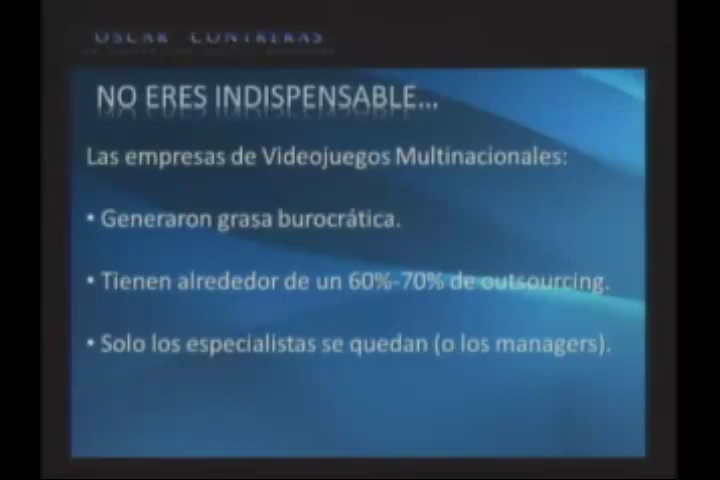 OSCAR CONTRERAS
NO ERES INDISPENSABLE...
Las empresas de Videojuegos Multinacionales:
• Generaron grasa burocrática.
• Tienen alrededor de un 60%-70% de outsourcing.
• Solo los especialistas se quedan (o los managers).